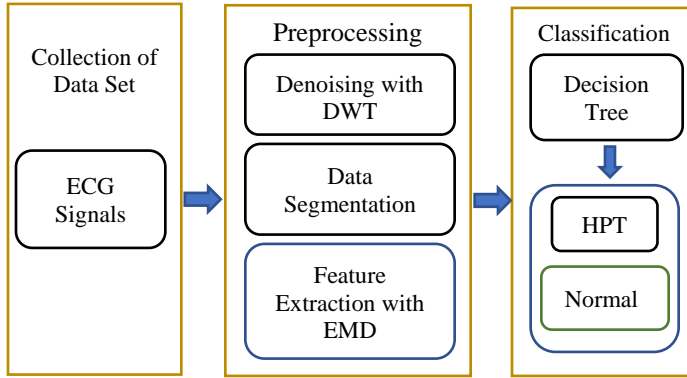 Collection of
Data Set
ECG
Signals
Preprocessing
Denoising with
DWT
Data
Segmentation
Feature
Extraction with
EMD
Classification
Decision
Tree
HPT
Normal